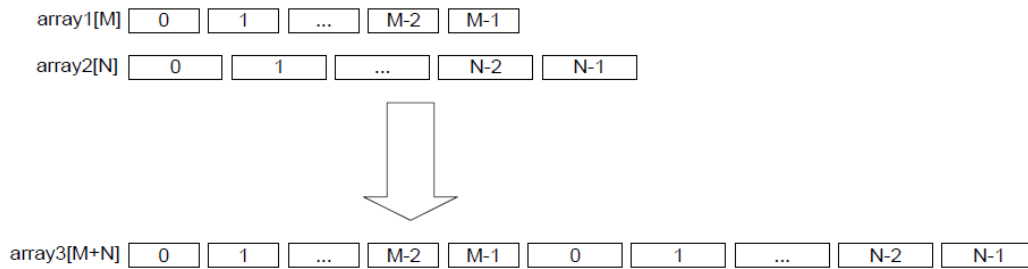 array1[M] 0 1 ... M-2 M-1
array2[N] 0 1 ... N-2 N-1
array3[M+N] 0 1 ... M-2 M-1 0 1 ... N-2 N-1